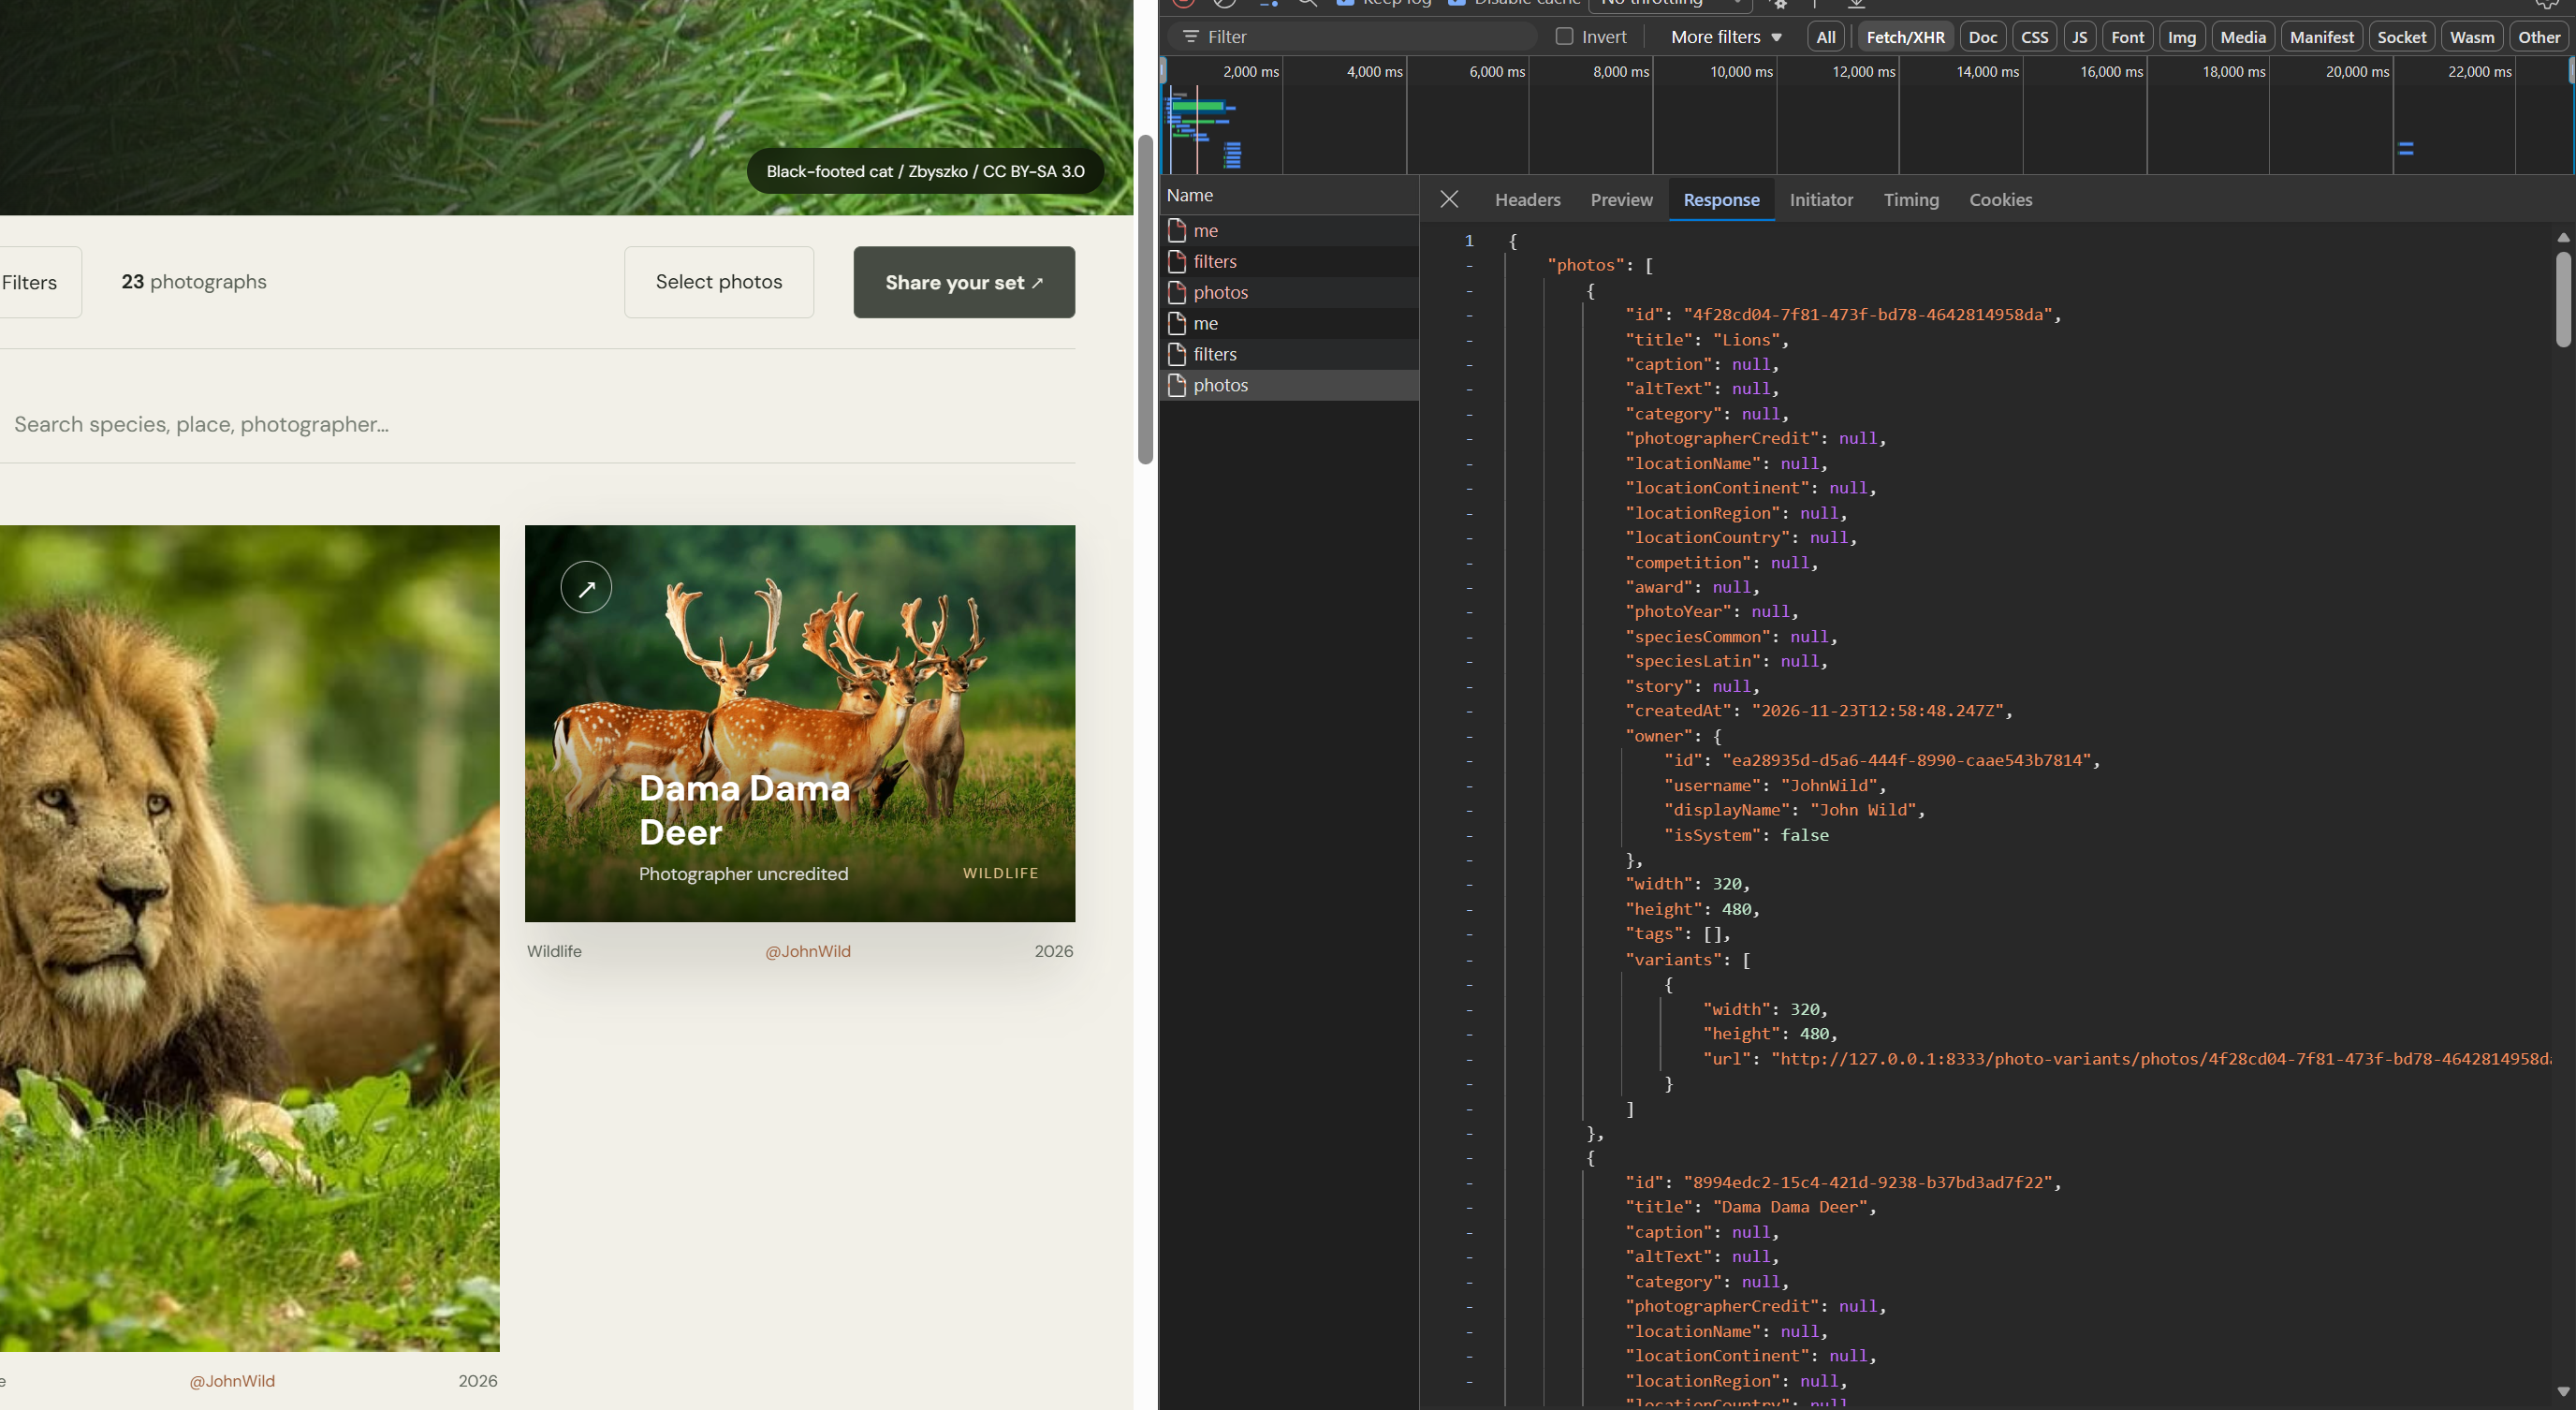 Keep log
Disable cache
No throttling
Filter
Invert
More filters
All
Fetch/XHR
Doc
CSS
JS
Font
Img
Media
Manifest
Socket
Wasm
Other
2,000 ms
4,000 ms
6,000 ms
8,000 ms
10,000 ms
12,000 ms
14,000 ms
16,000 ms
18,000 ms
20,000 ms
22,000 ms
Black-footed cat / Zbyszko / CC BY-SA 3.0
Filters
23 photographs
Select photos
Share your set ↗
Search species, place, photographer...
↗
Dama Dama
Deer
Photographer uncredited
WILDLIFE
Wildlife
@JohnWild
2026
e
@JohnWild
2026
Name
me
filters
photos
me
filters
photos
Headers
Preview
Response
Initiator
Timing
Cookies
1 {
- "photos": [
- {
- "id": "4f28cd04-7f81-473f-bd78-4642814958da",
- "title": "Lions",
- "caption": null,
- "altText": null,
- "category": null,
- "photographerCredit": null,
- "locationName": null,
- "locationContinent": null,
- "locationRegion": null,
- "locationCountry": null,
- "competition": null,
- "award": null,
- "photoYear": null,
- "speciesCommon": null,
- "speciesLatin": null,
- "story": null,
- "createdAt": "2026-11-23T12:58:48.247Z",
- "owner": {
- "id": "ea28935d-d5a6-444f-8990-caae543b7814",
- "username": "JohnWild",
- "displayName": "John Wild",
- "isSystem": false
- },
- "width": 320,
- "height": 480,
- "tags": [],
- "variants": [
- {
- "width": 320,
- "height": 480,
- "url": "http://127.0.0.1:8333/photo-variants/photos/4f28cd04-7f81-473f-bd78-4642814958da
- }
- ]
- },
- {
- "id": "8994edc2-15c4-421d-9238-b37bd3ad7f22",
- "title": "Dama Dama Deer",
- "caption": null,
- "altText": null,
- "category": null,
- "photographerCredit": null,
- "locationName": null,
- "locationContinent": null,
- "locationRegion": null,
"locationCountry": null